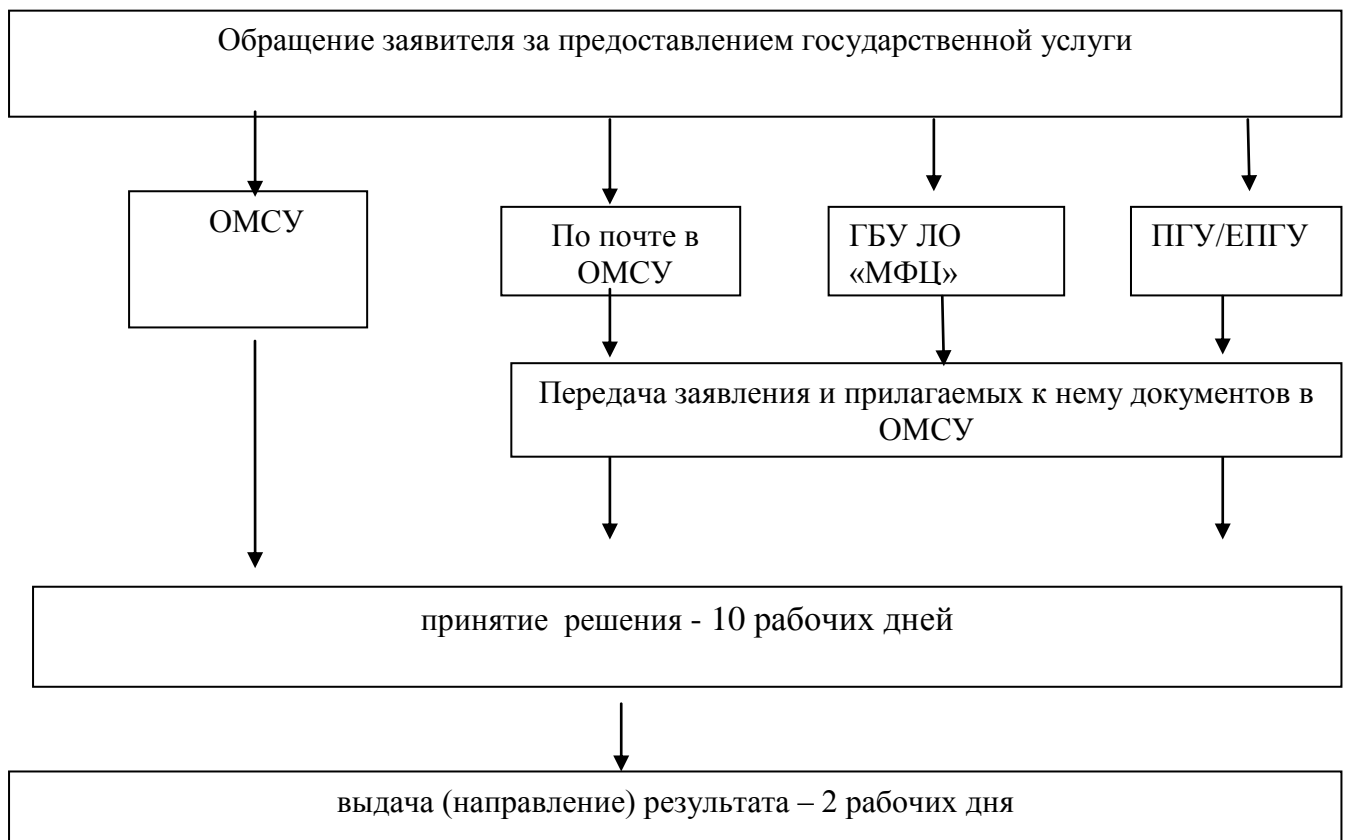 Обращение заявителя за предоставлением государственной услуги
ОМСУ
По почте в
ОМСУ
ГБУ ЛО
«МФЦ»
ПГУ/ЕПГУ
Передача заявления и прилагаемых к нему документов в
ОМСУ
принятие решения - 10 рабочих дней
выдача (направление) результата – 2 рабочих дня